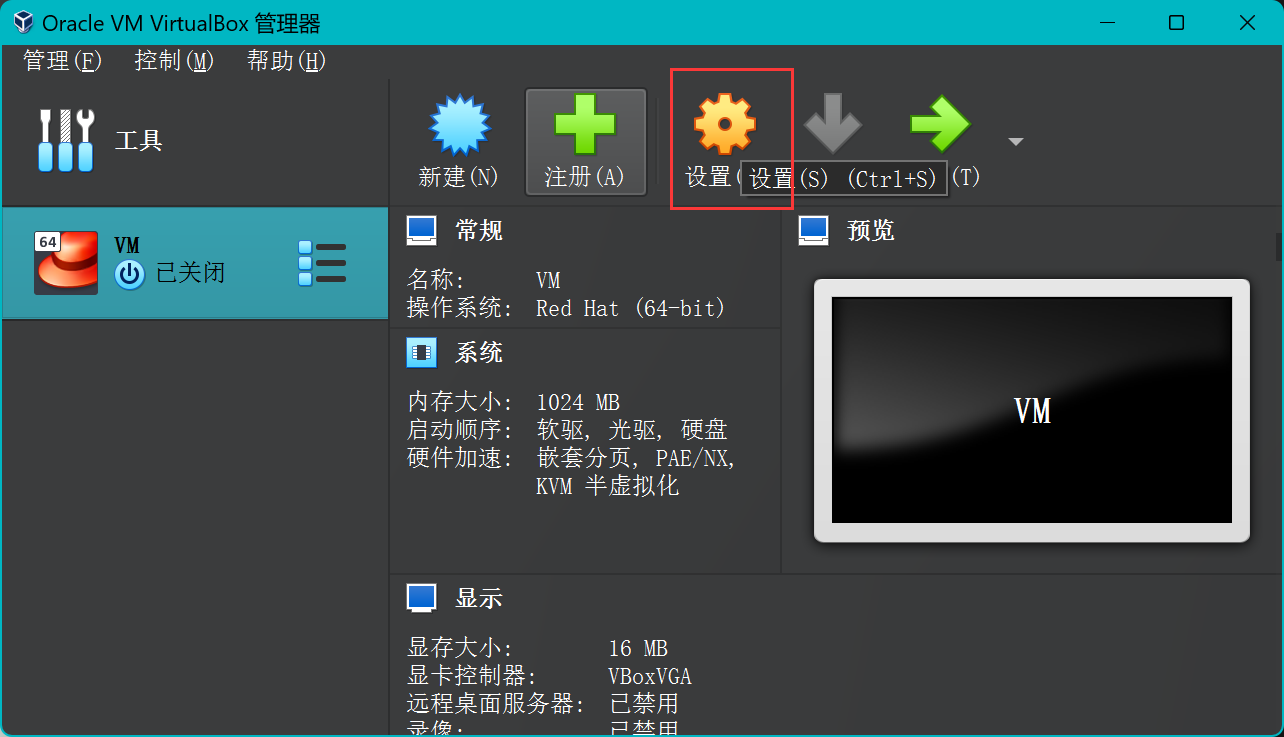 Oracle VM VirtualBox 管理器
管理(F) 控制(M) 帮助(H)
工具
新建(N) 注册(A) 设置( (T)
设置(S) (Ctrl+S)
64 VM
已关闭
常规
名称: VM
操作系统: Red Hat (64-bit)
系统
内存大小: 1024 MB
启动顺序: 软驱, 光驱, 硬盘
硬件加速: 嵌套分页, PAE/NX,
KVM 半虚拟化
预览
VM
显示
显存大小: 16 MB
显卡控制器: VBoxVGA
远程桌面服务器: 已禁用
录像: 已禁用